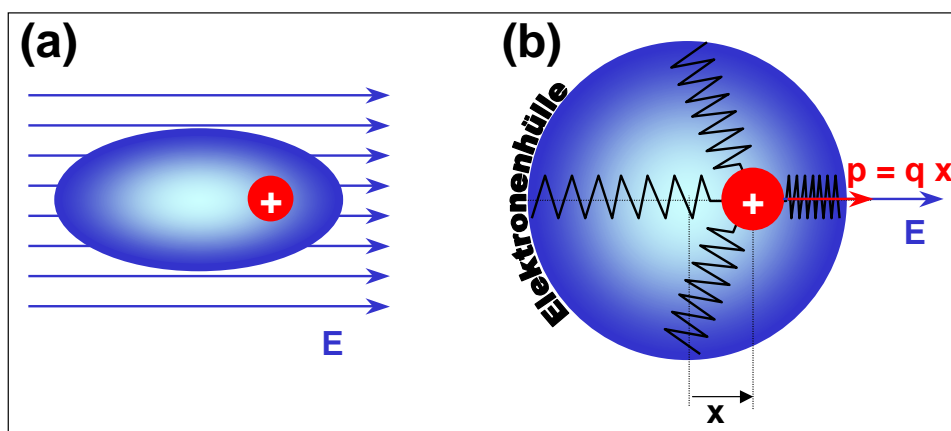 (a)
+
E
(b)
Elektronenhülle
+
p = q x
E
x